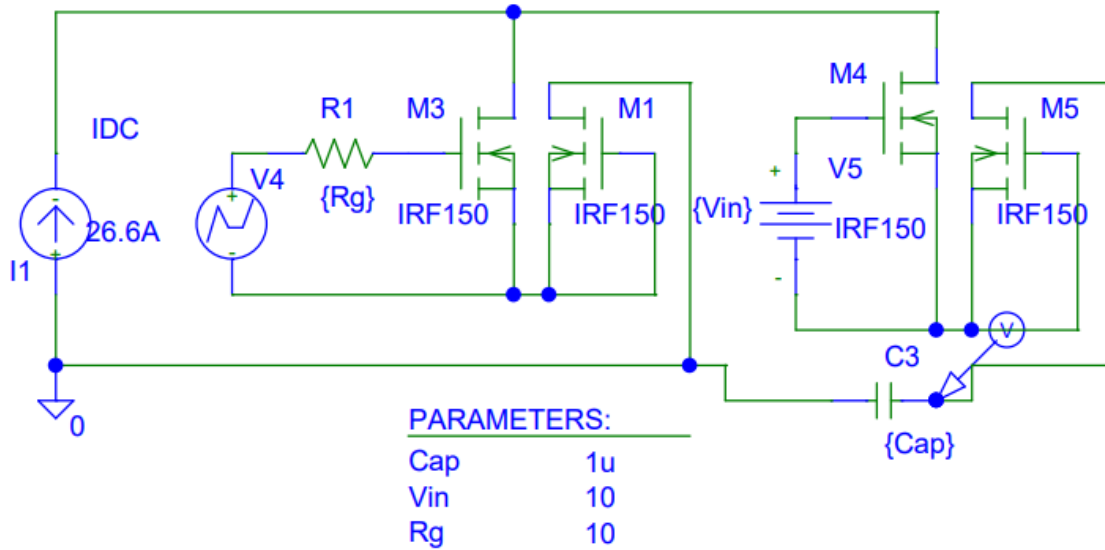 IDC
I1
26.6A
0
V4
R1
{Rg}
M3
IRF150
M1
IRF150
M4
V5
{Vin}
IRF150
M5
IRF150
V
C3
{Cap}
PARAMETERS:
Cap 1u
Vin 10
Rg 10